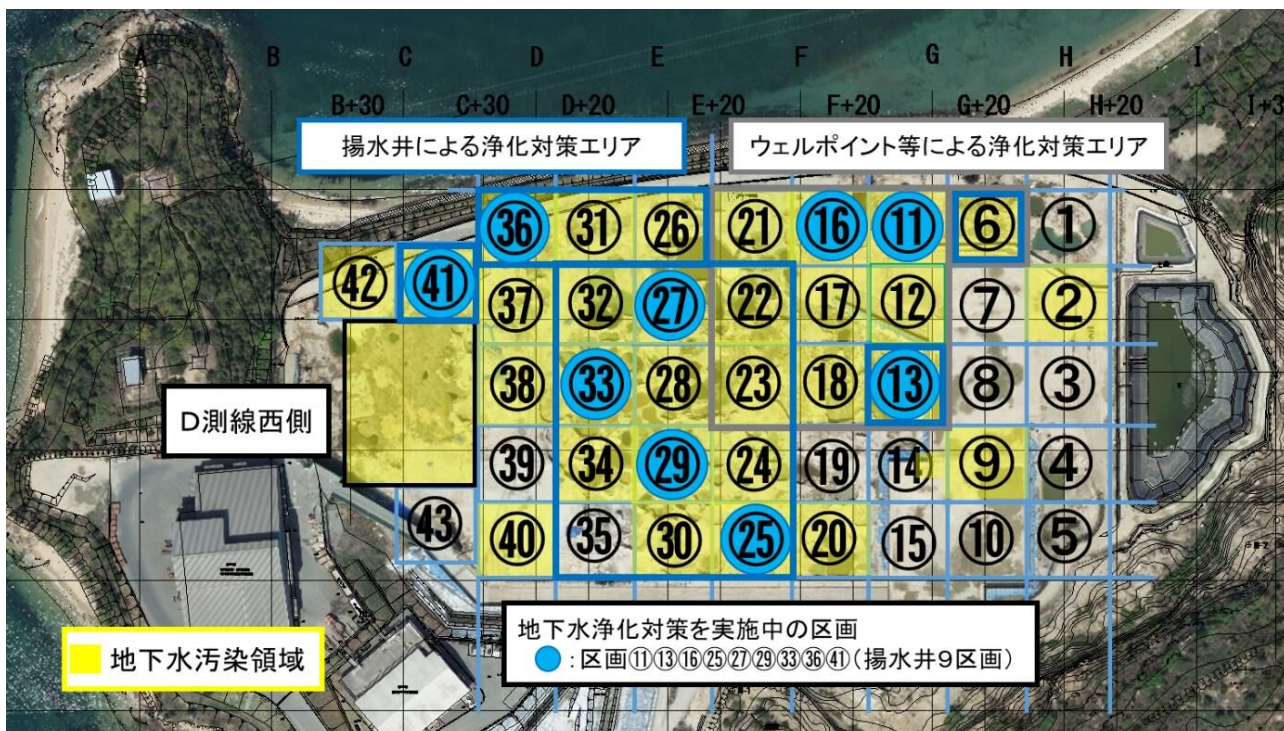 A B C D E F G H I
B+30 C+30 D+20 E+20 F+20 G+20 H+20
揚水井による浄化対策エリア ウェルポイント等による浄化対策エリア
㊱ ㉛ ㉖ ㉑ ⑯ ⑪ ⑥ ①
㊷ ㊶ ㊲ ㉜ ㉗ ㉒ ⑰ ⑫ ⑦ ②
㊳ ㉝ ㉘ ㉓ ⑱ ⑬ ⑧ ③
D測線西側
㊴ ㉞ ㉙ ㉔ ⑲ ⑭ ⑨ ④
㊸ ㊵ ㉟ ㉚ ㉕ ⑳ ⑮ ⑩ ⑤
地下水浄化対策を実施中の区画
:区画⑪⑬⑯㉕㉗㉙㉝㊱㊶(揚水井9区画)
地下水汚染領域